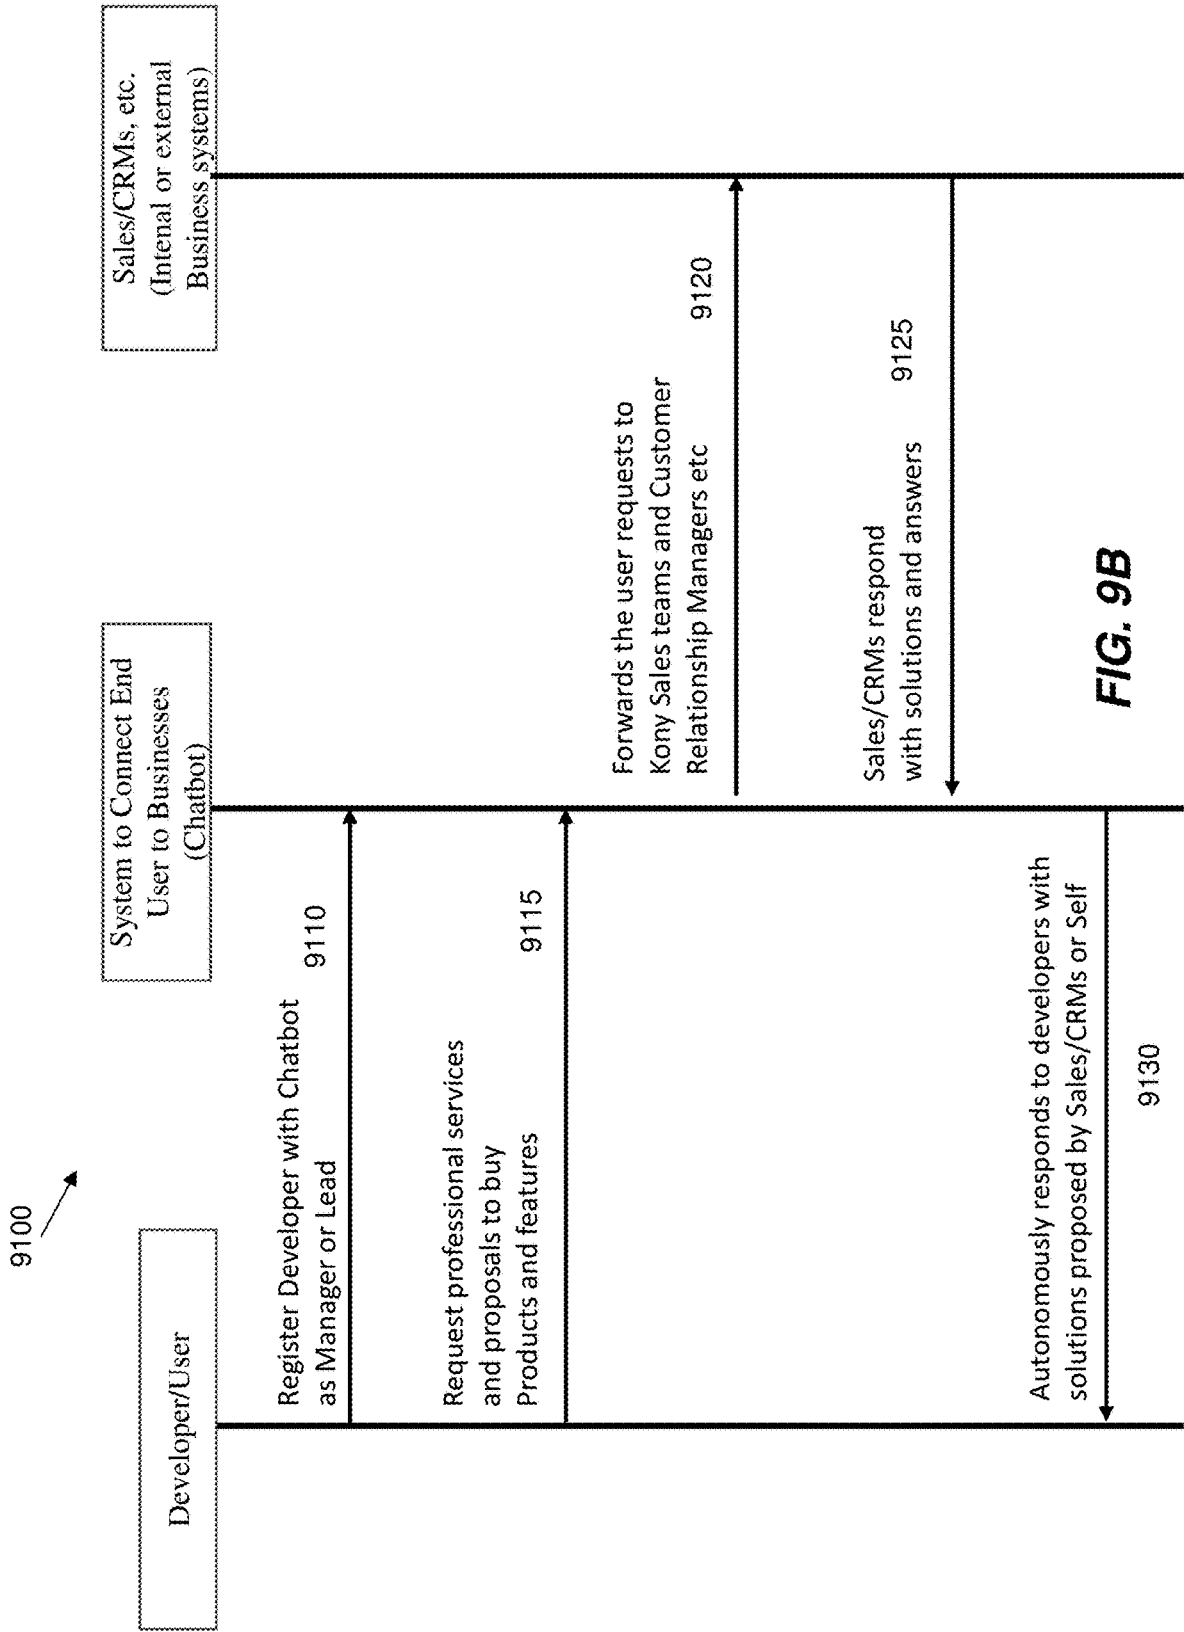 9100
Developer/User
System to Connect End
User to Businesses
(Chatbot)
Sales/CRMs, etc.
(Intenal or external
Business systems)
Register Developer with Chatbot
as Manager or Lead
9110
Request professional services
and proposals to buy
Products and features
9115
Forwards the user requests to
Kony Sales teams and Customer
Relationship Managers etc
9120
Sales/CRMs respond
with solutions and answers
9125
Autonomously responds to developers with
solutions proposed by Sales/CRMs or Self
9130
FIG. 9B